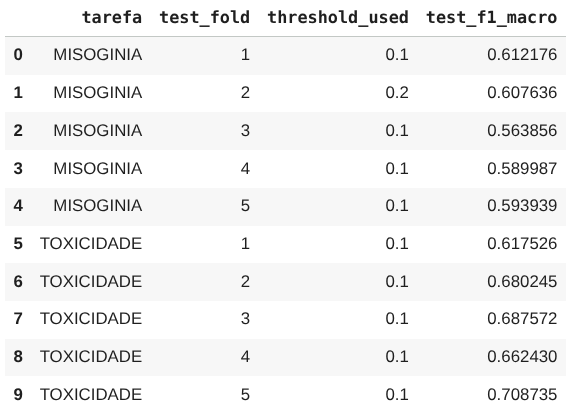 tarefa test_fold threshold_used test_f1_macro
0 MISOGINIA 1 0.1 0.612176
1 MISOGINIA 2 0.2 0.607636
2 MISOGINIA 3 0.1 0.563856
3 MISOGINIA 4 0.1 0.589987
4 MISOGINIA 5 0.1 0.593939
5 TOXICIDADE 1 0.1 0.617526
6 TOXICIDADE 2 0.1 0.680245
7 TOXICIDADE 3 0.1 0.687572
8 TOXICIDADE 4 0.1 0.662430
9 TOXICIDADE 5 0.1 0.708735